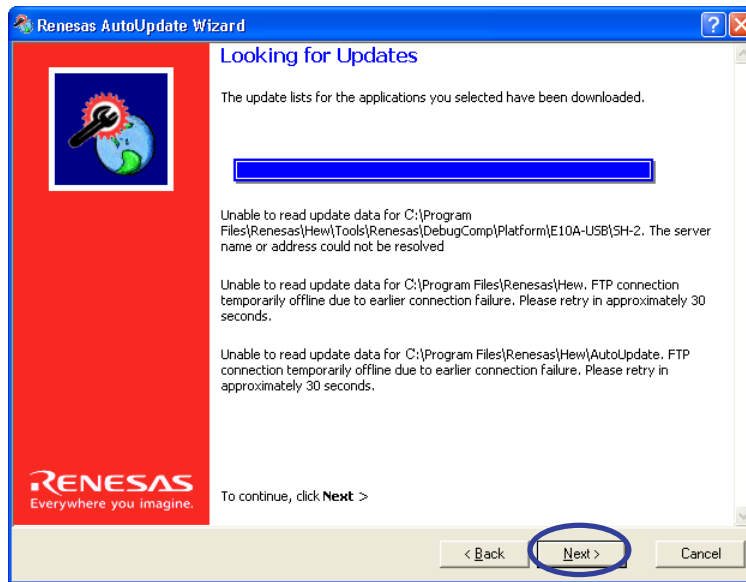 Renesas AutoUpdate Wizard
Looking for Updates
The update lists for the applications you selected have been downloaded.
Unable to read update data for C:\Program
Files\Renesas\Hew\Tools\Renesas\DebugComp\Platform\E10A-USB\SH-2. The server
name or address could not be resolved
Unable to read update data for C:\Program Files\Renesas\Hew. FTP connection
temporarily offline due to earlier connection failure. Please retry in approximately 30
seconds.
Unable to read update data for C:\Program Files\Renesas\Hew\AutoUpdate. FTP
connection temporarily offline due to earlier connection failure. Please retry in
approximately 30 seconds.
RENESAS
Everywhere you imagine.
To continue, click Next >
< Back Next > Cancel